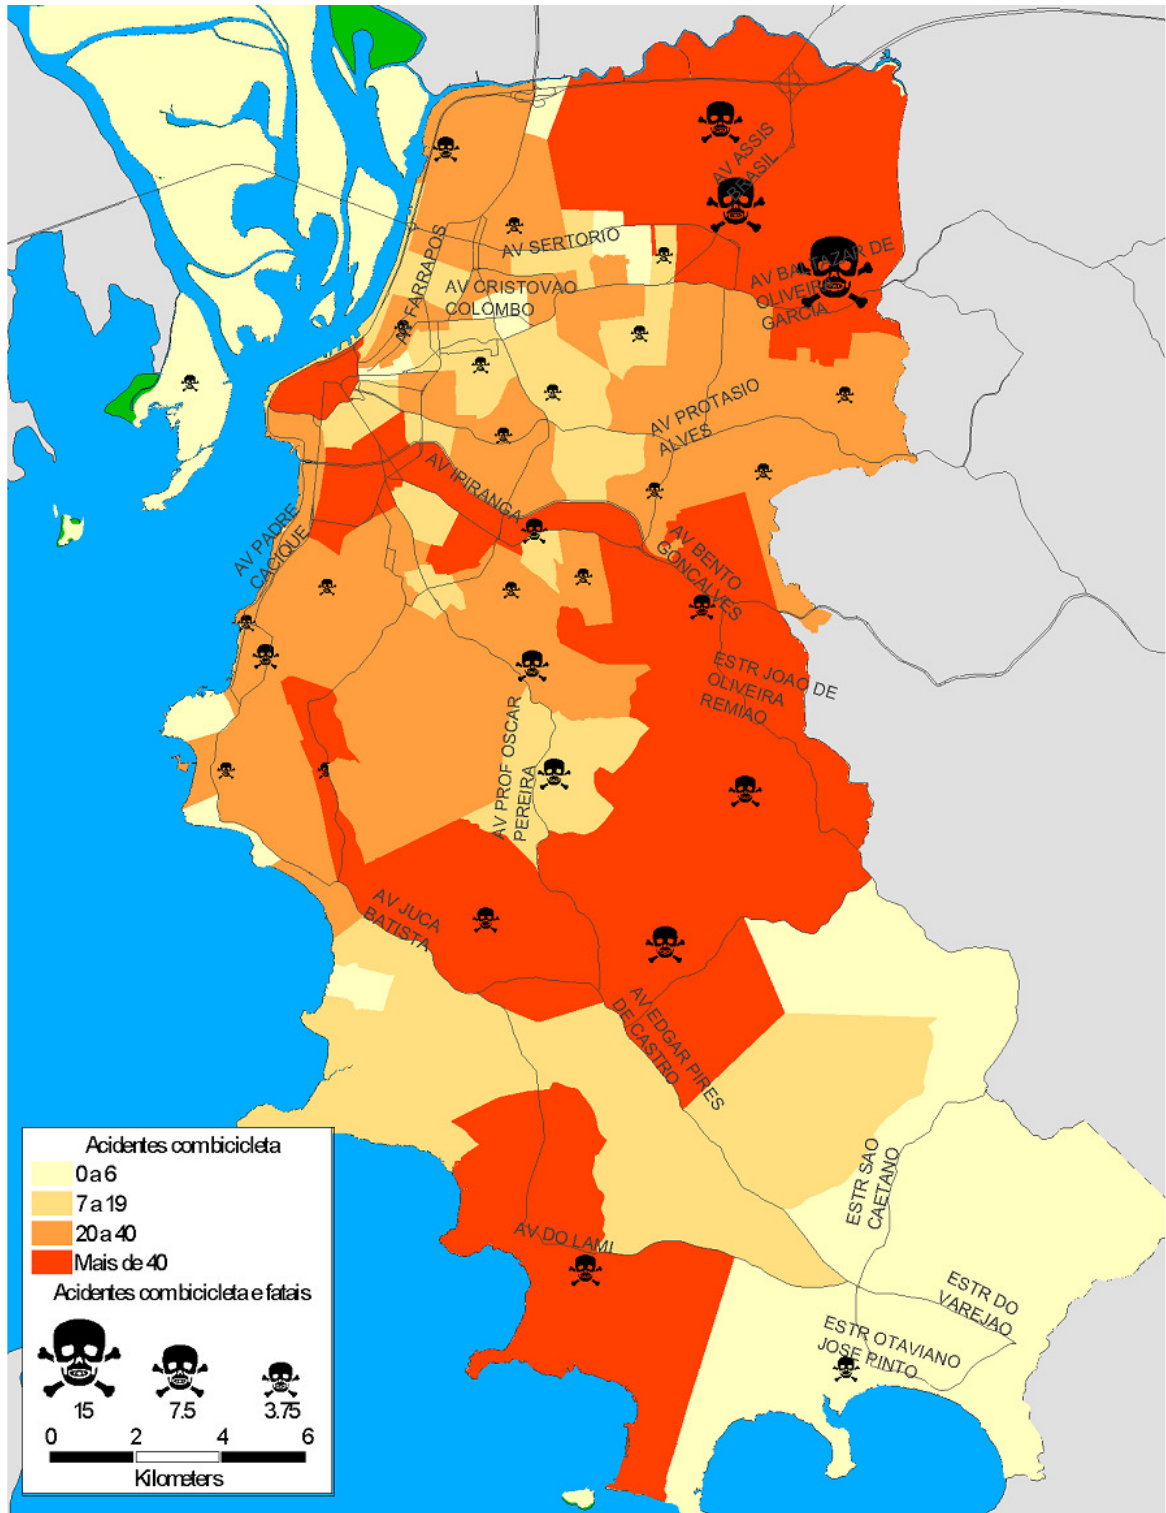 AV ASSIS
BRASIL
AV SERTORIO
AV FARRAPOS
AV CRISTOVAO
COLOMBO
AV BALTAZAR DE
OLIVEIRA
GARCIA
AV PROTASIO
ALVES
AV IPIRANGA
AV PADRE
CACIQUE
AV BENTO
GONCALVES
ESTR JOAO DE
OLIVEIRA
REMIAO
AV PROF OSCAR
PEREIRA
AV JUCA
BATISTA
AV EDGAR PIRES
DE CASTRO
ESTR SAO
CAETANO
AV DO LAMI
ESTR DO
VAREJAO
ESTR OTAVIANO
JOSE PINTO
Acidentes com bicicleta
0 a 6
7 a 19
20 a 40
Mais de 40
Acidentes com bicicleta e fatais
15 7.5 3.75
0 2 4 6
Kilometers